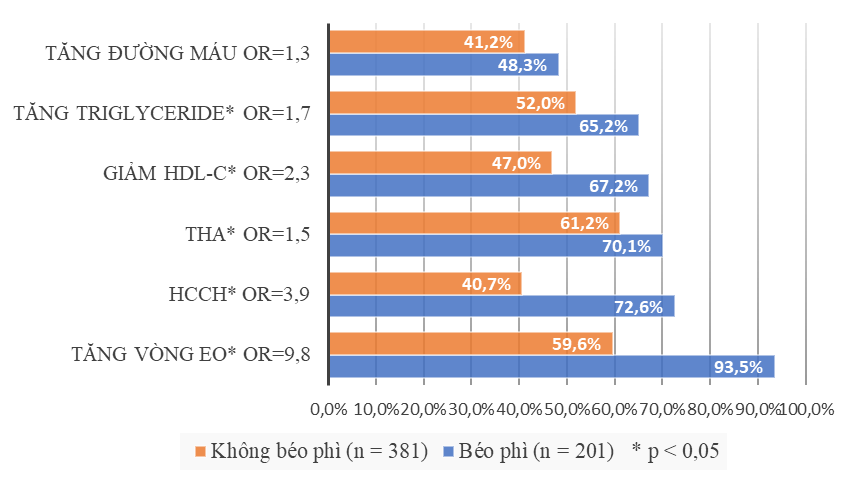 TĂNG ĐƯỜNG MÁU OR=1,3
41,2%
48,3%
TĂNG TRIGLYCERIDE* OR=1,7
52,0%
65,2%
GIẢM HDL-C* OR=2,3
47,0%
67,2%
THA* OR=1,5
61,2%
70,1%
HCCH* OR=3,9
40,7%
72,6%
TĂNG VÒNG EO* OR=9,8
59,6%
93,5%
0,0% 10,0% 20,0% 30,0% 40,0% 50,0% 60,0% 70,0% 80,0% 90,0% 100,0%
Không béo phì (n = 381) Béo phì (n = 201) * p < 0,05